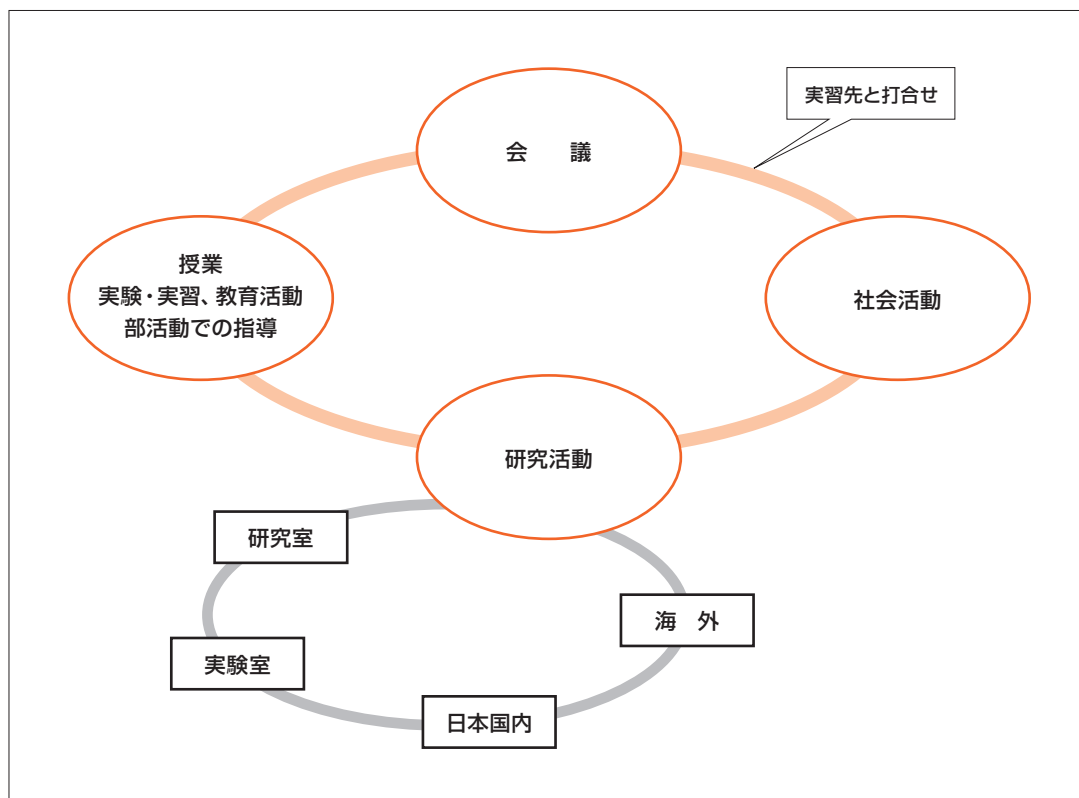 会　議
実習先と打合せ
授業
実験・実習、教育活動
部活動での指導
社会活動
研究活動
研究室
海　外
実験室
日本国内